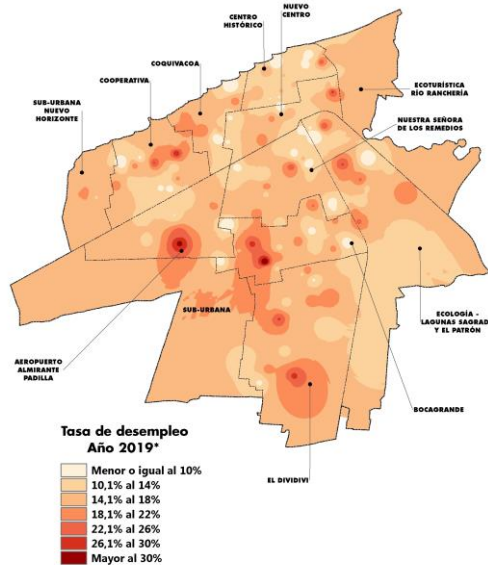 NUEVO
CENTRO
CENTRO
HISTÓRICO
COQUIVACOA
COOPERATIVA
SUB-URBANA
NUEVO
HORIZONTE
ECOTURÍSTICA
RÍO RANCHERÍA
NUESTRA SEÑORA
DE LOS REMEDIOS
SUB-URBANA
ECOLOGÍA -
LAGUNAS SAGRAD
Y EL PATRÓN
AEROPUERTO
ALMIRANTE
PADILLA
BOCAGRANDE
EL DIVIDIVI
Tasa de desempleo
Año 2019*
Menor o igual al 10%
10,1% al 14%
14,1% al 18%
18,1% al 22%
22,1% al 26%
26,1% al 30%
Mayor al 30%